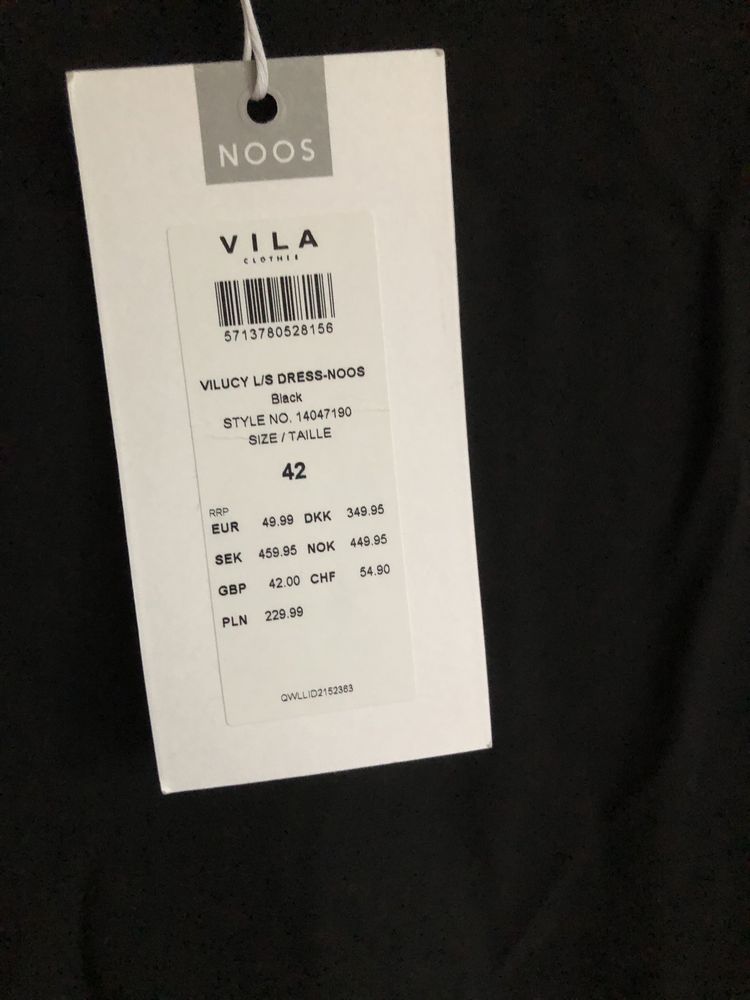 NOOS
VILA
CLOTHES
5713780528156
VILUCY L/S DRESS-NOOS
Black
STYLE NO. 14047190
SIZE / TAILLE
42
RRP
EUR 49.99 DKK 349.95
SEK 459.95 NOK 449.95
GBP 42.00 CHF 54.90
PLN 229.99
QWLLID2152363